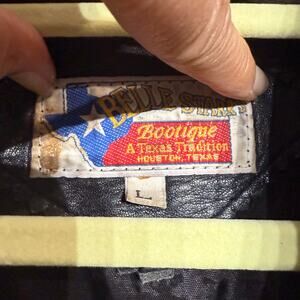 BELLE STARR
Bootique
A Texas Tradition
HOUSTON, TEXAS
L